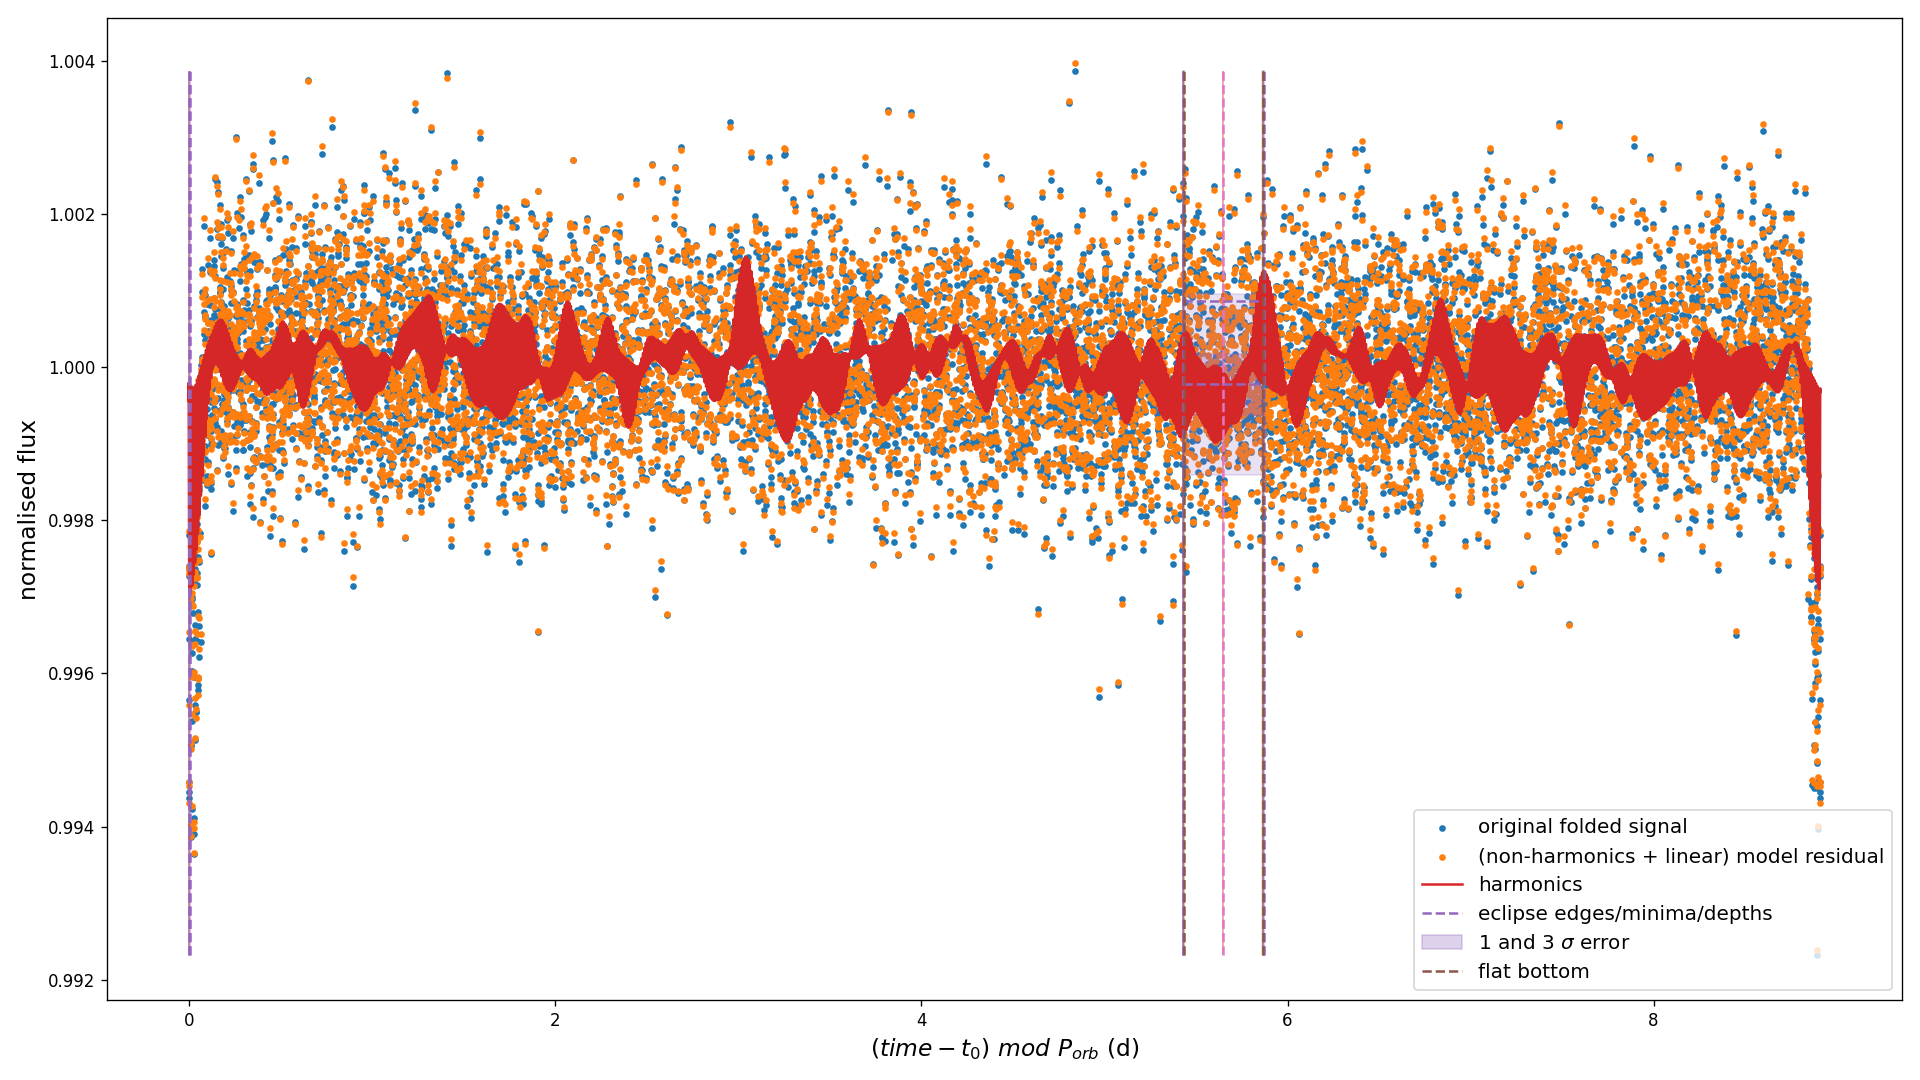 1.004
1.002
1.000
0.998
0.996
0.994
0.992
normalised flux
0
2
4
6
8
(time − t₀) mod P_orb (d)
original folded signal
(non-harmonics + linear) model residual
harmonics
eclipse edges/minima/depths
1 and 3 σ error
flat bottom